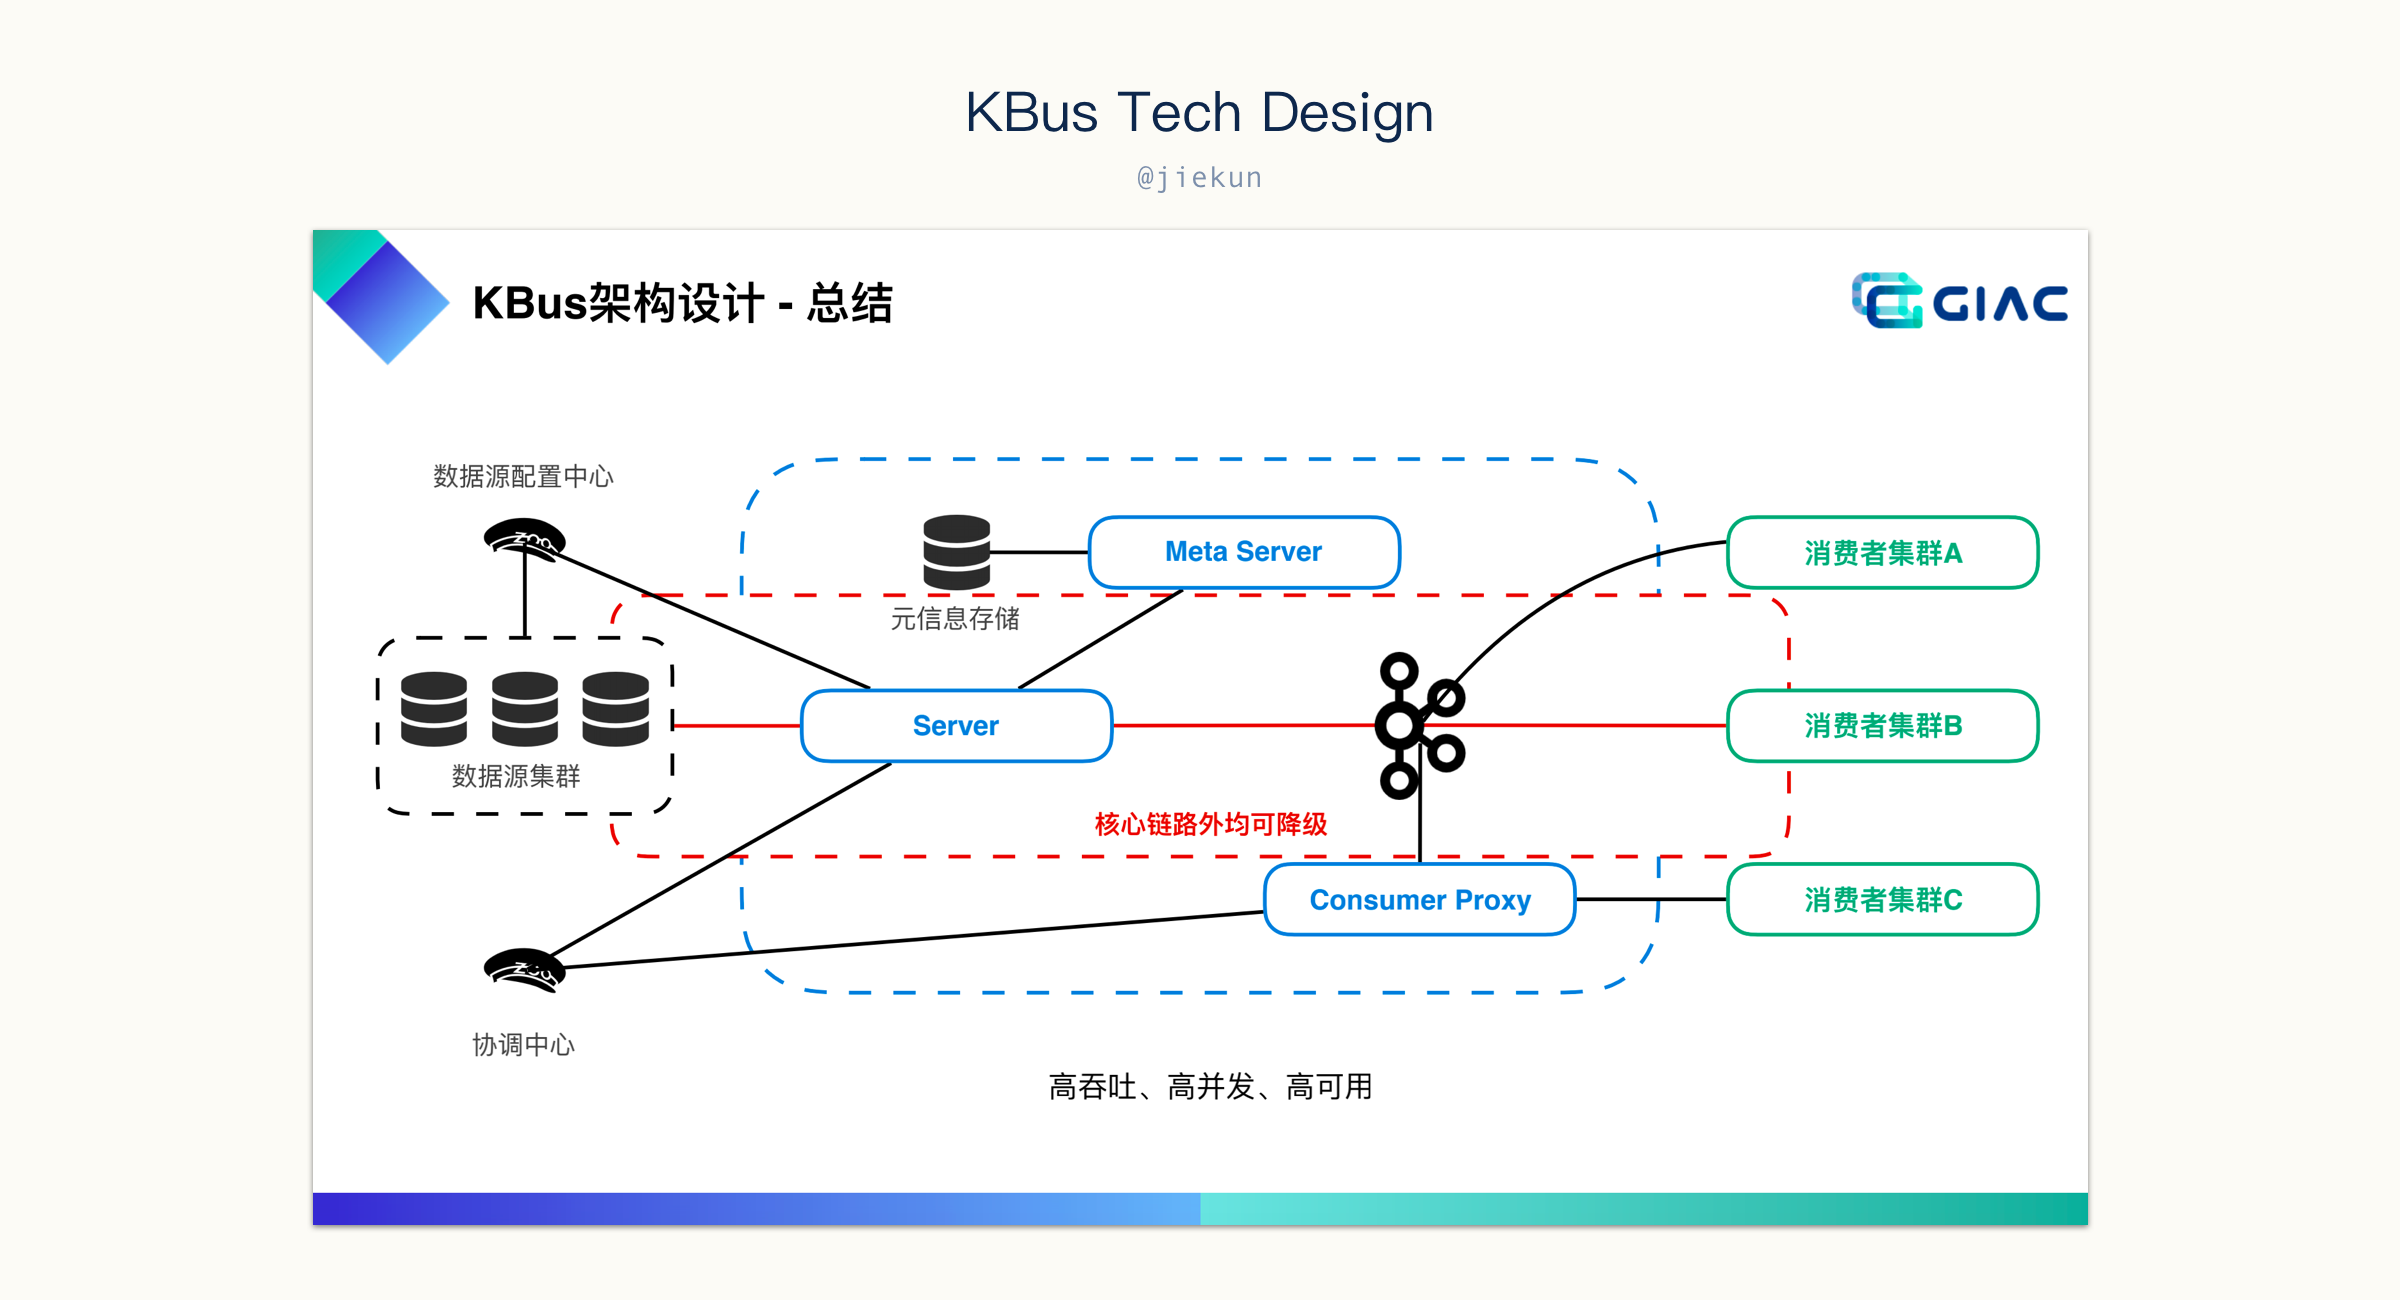 KBus Tech Design
@jiekun
KBus架构设计 - 总结
GIAC
数据源配置中心
Meta Server
消费者集群A
元信息存储
Server
消费者集群B
数据源集群
核心链路外均可降级
Consumer Proxy
消费者集群C
协调中心
高吞吐、高并发、高可用